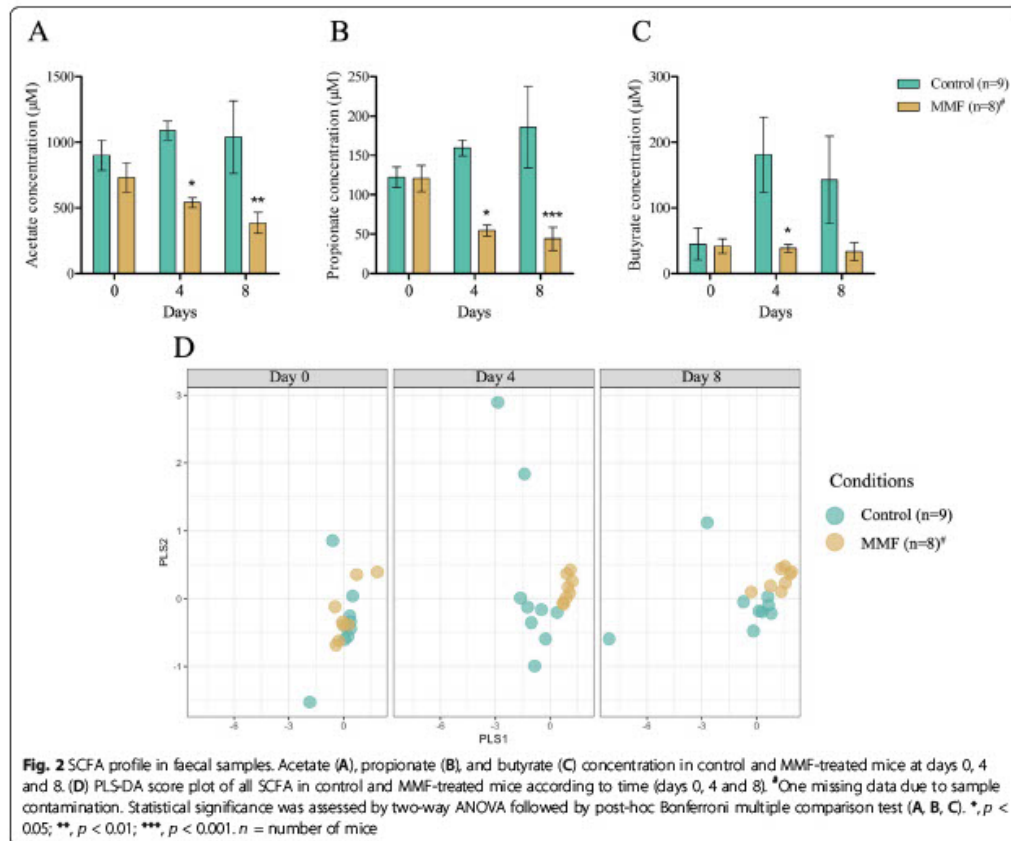 A
B
C
Acetate concentration (µM)
1500
1000
500
0
*
**
0
4
8
Days
Propionate concentration (µM)
250
200
150
100
50
0
*
***
0
4
8
Days
Butyrate concentration (µM)
300
200
100
0
*
0
4
8
Days
Control (n=9)
MMF (n=8)#
D
Day 0
Day 4
Day 8
PLS2
3
2
1
0
-1
-6
-3
0
-6
-3
0
-6
-3
0
PLS1
Conditions
Control (n=9)
MMF (n=8)#
Fig. 2 SCFA profile in faecal samples. Acetate (A), propionate (B), and butyrate (C) concentration in control and MMF-treated mice at days 0, 4
and 8. (D) PLS-DA score plot of all SCFA in control and MMF-treated mice according to time (days 0, 4 and 8). #One missing data due to sample
contamination. Statistical significance was assessed by two-way ANOVA followed by post-hoc Bonferroni multiple comparison test (A, B, C). *, p <
0.05; **, p < 0.01; ***, p < 0.001. n = number of mice